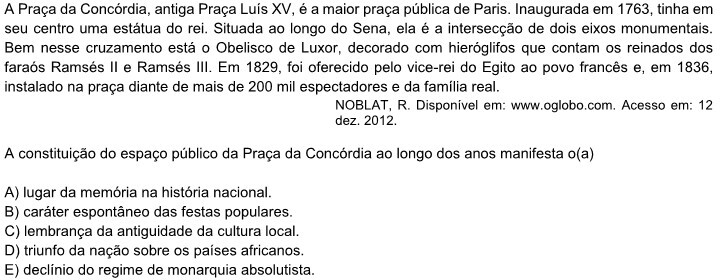 A Praça da Concórdia, antiga Praça Luís XV, é a maior praça pública de Paris. Inaugurada em 1763, tinha em
seu centro uma estátua do rei. Situada ao longo do Sena, ela é a intersecção de dois eixos monumentais.
Bem nesse cruzamento está o Obelisco de Luxor, decorado com hieróglifos que contam os reinados dos
faraós Ramsés II e Ramsés III. Em 1829, foi oferecido pelo vice-rei do Egito ao povo francês e, em 1836,
instalado na praça diante de mais de 200 mil espectadores e da família real.
NOBLAT, R. Disponível em: www.oglobo.com. Acesso em: 12
dez. 2012.
A constituição do espaço público da Praça da Concórdia ao longo dos anos manifesta o(a)
A) lugar da memória na história nacional.
B) caráter espontâneo das festas populares.
C) lembrança da antiguidade da cultura local.
D) triunfo da nação sobre os países africanos.
E) declínio do regime de monarquia absolutista.